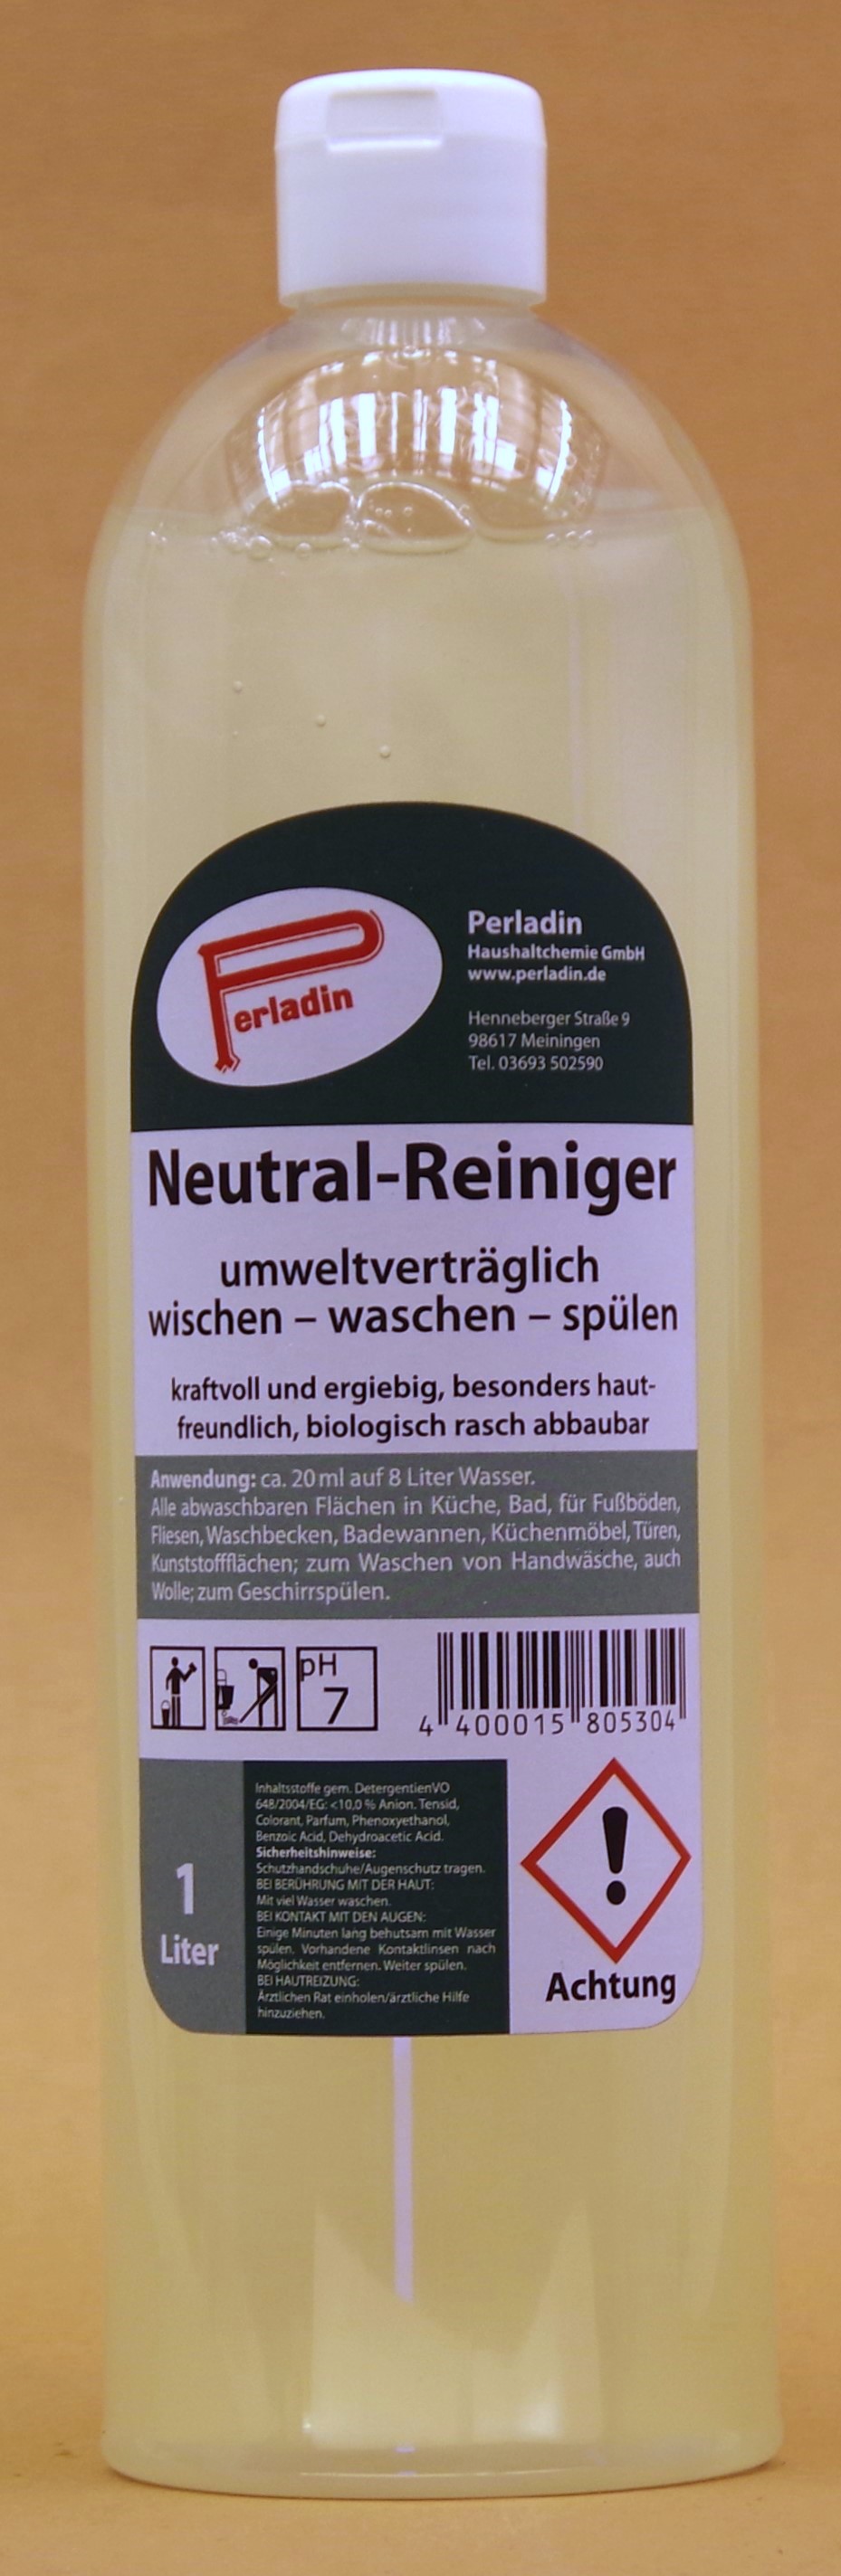 Perladin
Perladin
Haushaltchemie GmbH
www.perladin.de
Henneberger Straße 9
98617 Meiningen
Tel. 03693 502590
Neutral-Reiniger
umweltverträglich
wischen – waschen – spülen
kraftvoll und ergiebig, besonders haut-
freundlich, biologisch rasch abbaubar
Anwendung: ca. 20 ml auf 8 Liter Wasser.
Alle abwaschbaren Flächen in Küche, Bad, für Fußböden,
Fliesen, Waschbecken, Badewannen, Küchenmöbel, Türen,
Kunststoffflächen; zum Waschen von Handwäsche, auch
Wolle; zum Geschirrspülen.
pH
7
4 400015 805304
1
Liter
Inhaltsstoffe gem. DetergentienVO
648/2004/EG: <10,0 % Anion. Tensid,
Colorant, Parfum, Phenoxyethanol,
Benzoic Acid, Dehydroacetic Acid.
Sicherheitshinweise:
Schutzhandschuhe/Augenschutz tragen.
BEI BERÜHRUNG MIT DER HAUT:
Mit viel Wasser waschen.
BEI KONTAKT MIT DEN AUGEN:
Einige Minuten lang behutsam mit Wasser
spülen. Vorhandene Kontaktlinsen nach
Möglichkeit entfernen. Weiter spülen.
BEI HAUTREIZUNG:
Ärztlichen Rat einholen/ärztliche Hilfe
hinzuziehen.
Achtung